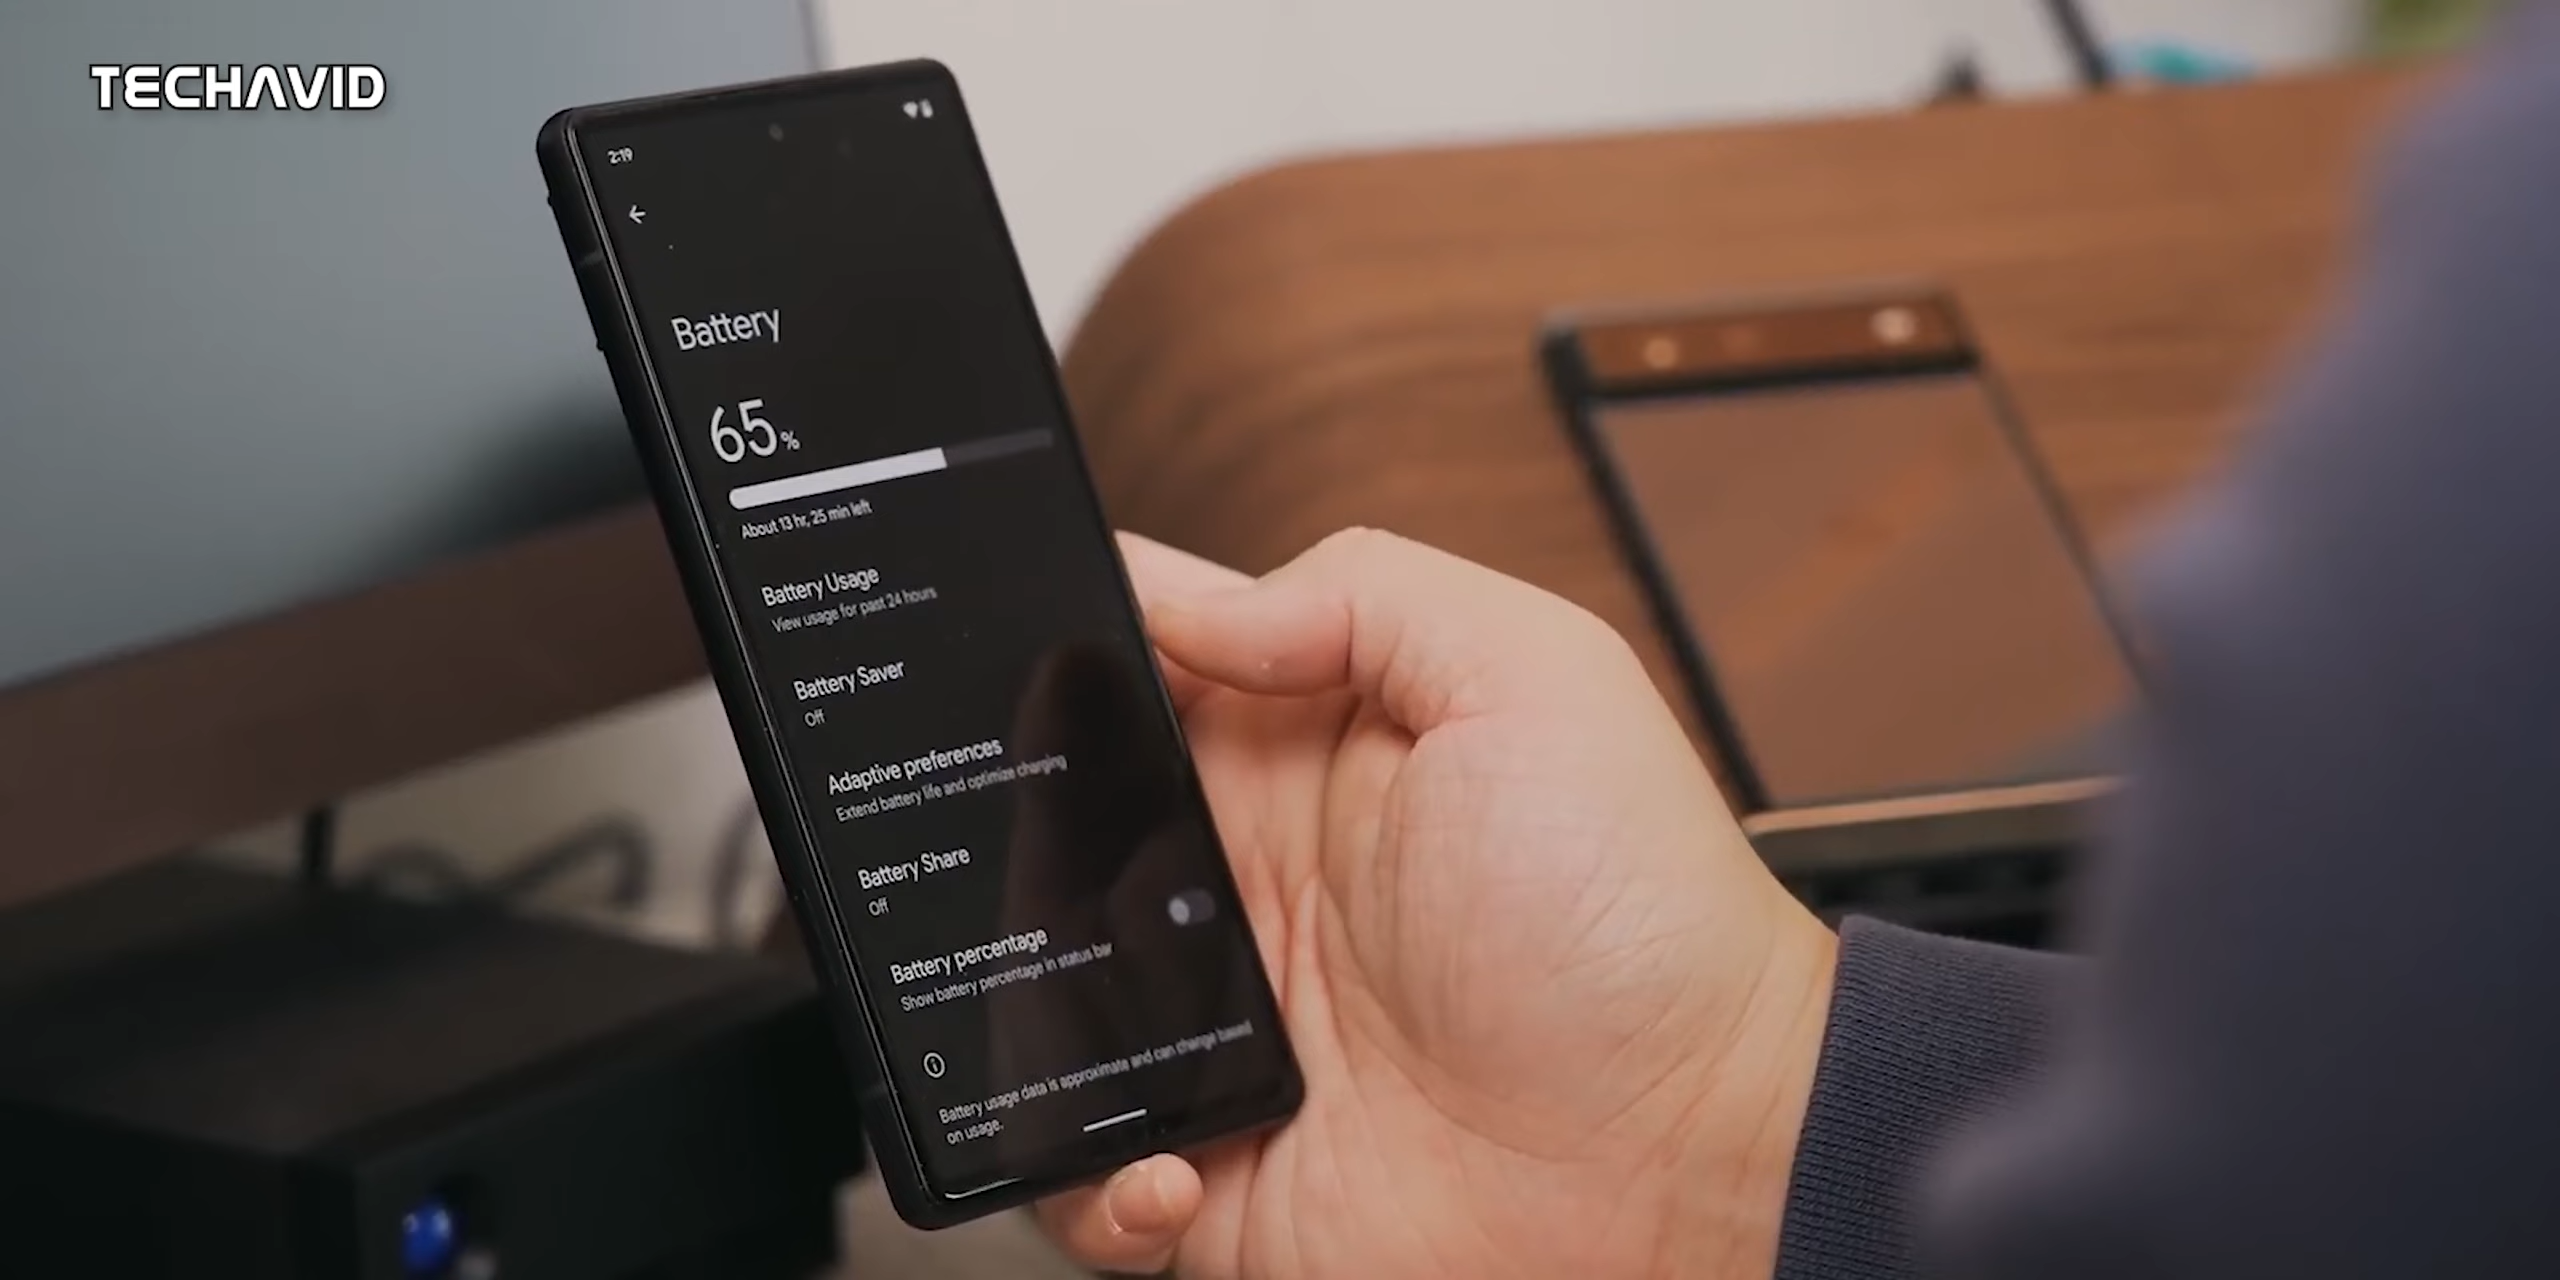 TECHAVID
2:19
Battery
65%
About 13 hr, 25 min left
Battery Usage
View usage for past 24 hours
Battery Saver
Off
Adaptive preferences
Extend battery life and optimize charging
Battery Share
Off
Battery percentage
Show battery percentage in status bar
Battery usage data is approximate and can change based
on usage.